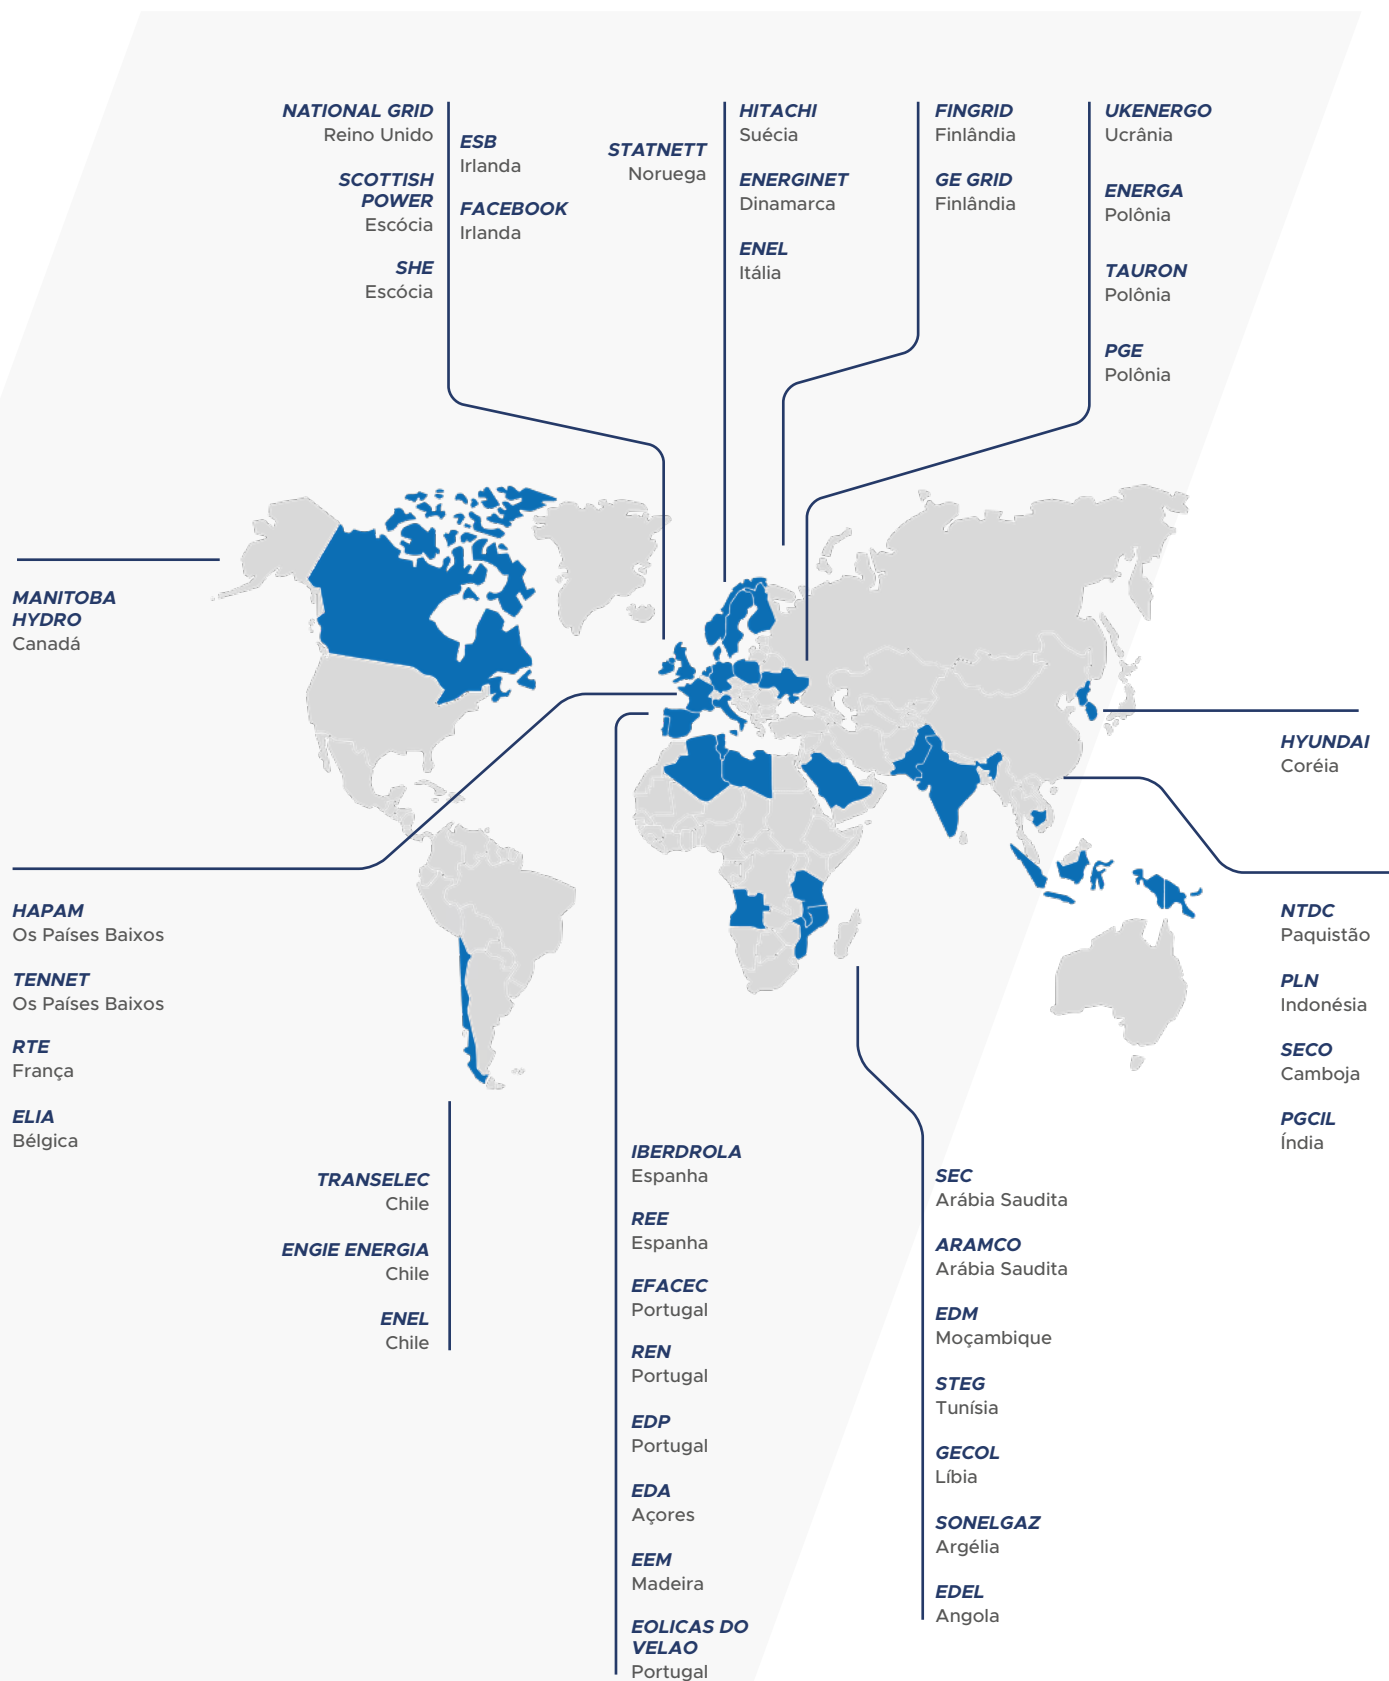 NATIONAL GRID
Reino Unido
SCOTTISH
POWER
Escócia
SHE
Escócia
ESB
Irlanda
FACEBOOK
Irlanda
STATNETT
Noruega
HITACHI
Suécia
ENERGINET
Dinamarca
ENEL
Itália
FINGRID
Finlândia
GE GRID
Finlândia
UKENERGO
Ucrânia
ENERGA
Polônia
TAURON
Polônia
PGE
Polônia
MANITOBA
HYDRO
Canadá
HYUNDAI
Coréia
HAPAM
Os Países Baixos
TENNET
Os Países Baixos
RTE
França
ELIA
Bélgica
NTDC
Paquistão
PLN
Indonésia
SECO
Camboja
PGCIL
Índia
TRANSELEC
Chile
ENGIE ENERGIA
Chile
ENEL
Chile
IBERDROLA
Espanha
REE
Espanha
EFACEC
Portugal
REN
Portugal
EDP
Portugal
EDA
Açores
EEM
Madeira
EOLICAS DO
VELAO
Portugal
SEC
Arábia Saudita
ARAMCO
Arábia Saudita
EDM
Moçambique
STEG
Tunísia
GECOL
Líbia
SONELGAZ
Argélia
EDEL
Angola